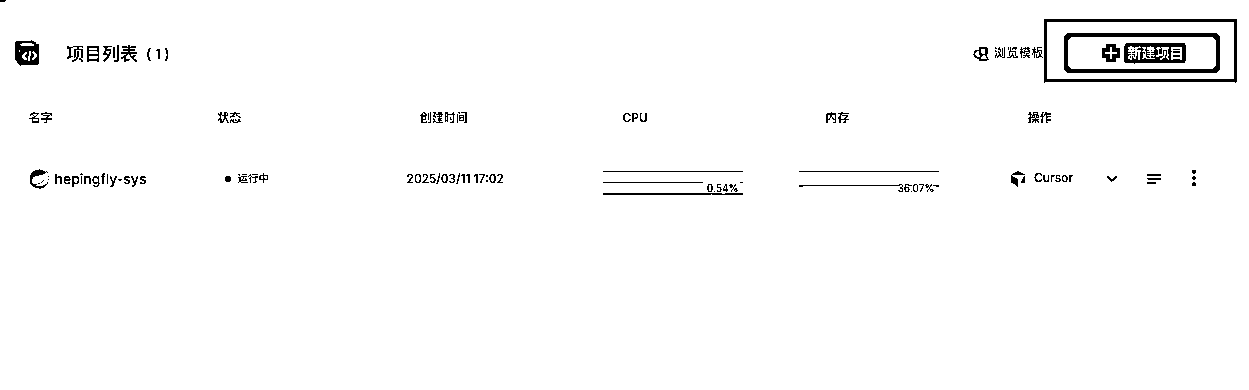 项目列表 (1) 浏览模板 新建项目
名字 状态 创建时间 CPU 内存 操作
hepingfly-sys 运行中 2025/03/11 17:02 0.54% 36.07% Cursor